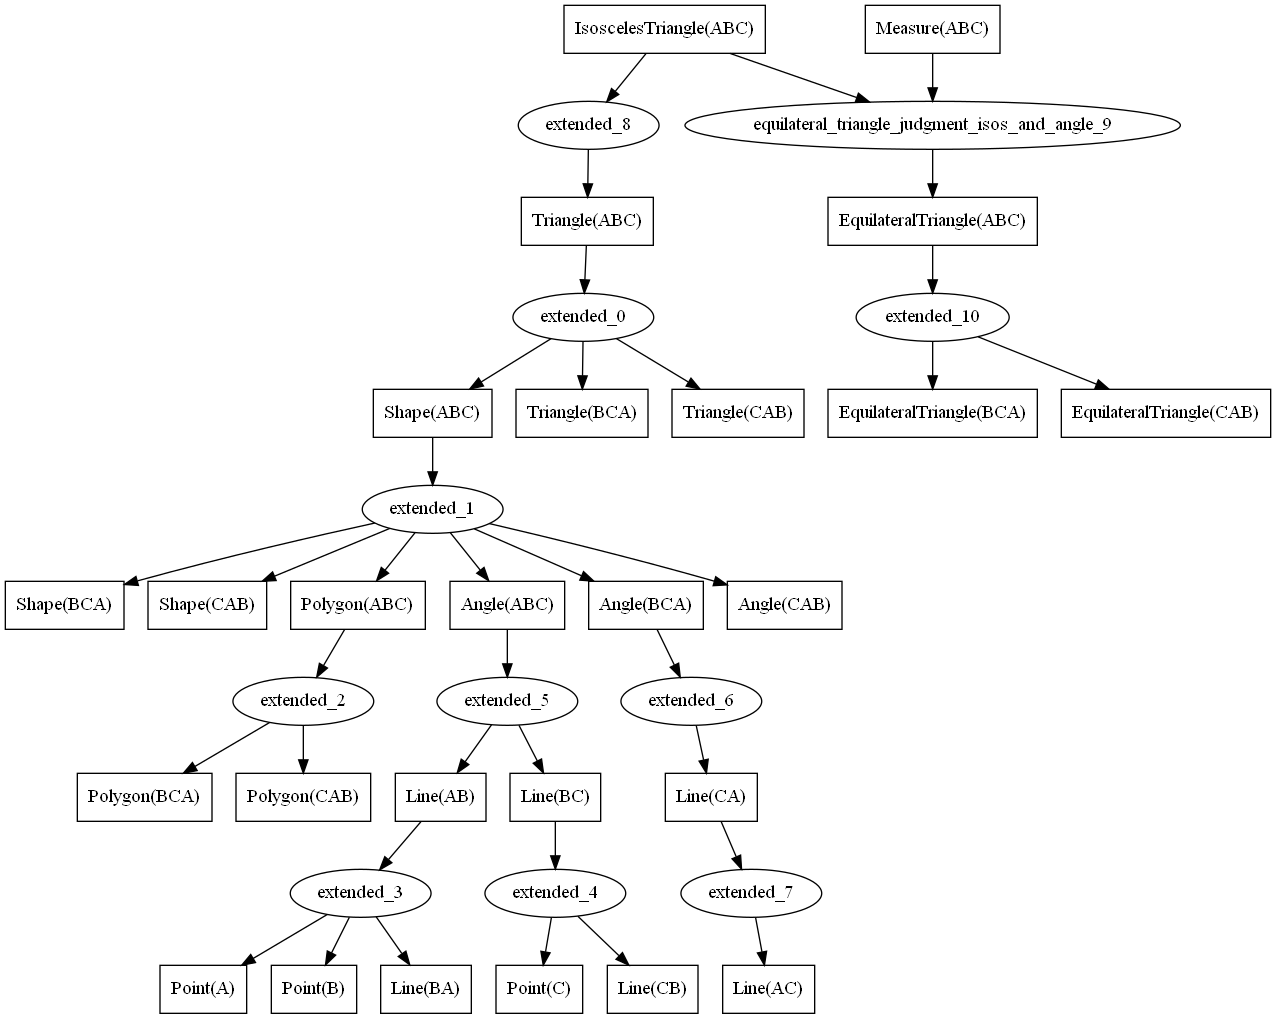 IsoscelesTriangle(ABC)
Measure(ABC)
extended_8
equilateral_triangle_judgment_isos_and_angle_9
Triangle(ABC)
EquilateralTriangle(ABC)
extended_0
extended_10
Shape(ABC)
Triangle(BCA)
Triangle(CAB)
EquilateralTriangle(BCA)
EquilateralTriangle(CAB)
extended_1
Shape(BCA)
Shape(CAB)
Polygon(ABC)
Angle(ABC)
Angle(BCA)
Angle(CAB)
extended_2
extended_5
extended_6
Polygon(BCA)
Polygon(CAB)
Line(AB)
Line(BC)
Line(CA)
extended_3
extended_4
extended_7
Point(A)
Point(B)
Line(BA)
Point(C)
Line(CB)
Line(AC)